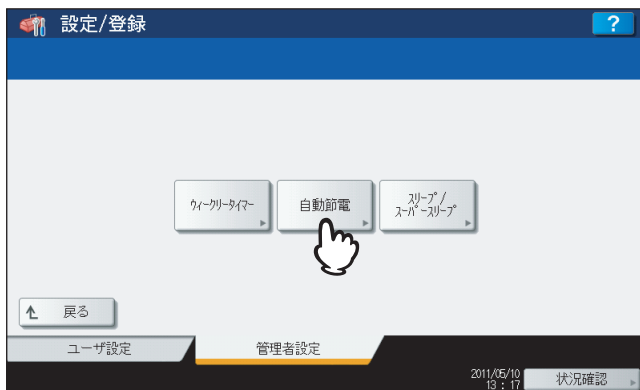 設定/登録
?
ウィークリータイマー
自動節電
スリープ/
スーパースリープ
戻る
ユーザ設定
管理者設定
2011/05/10
13:17
状況確認